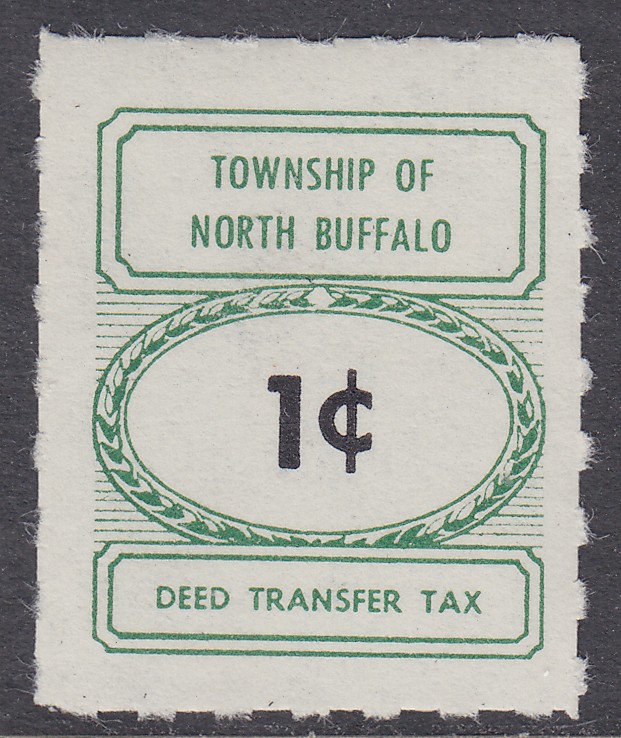 TOWNSHIP OF
NORTH BUFFALO
1¢
DEED TRANSFER TAX